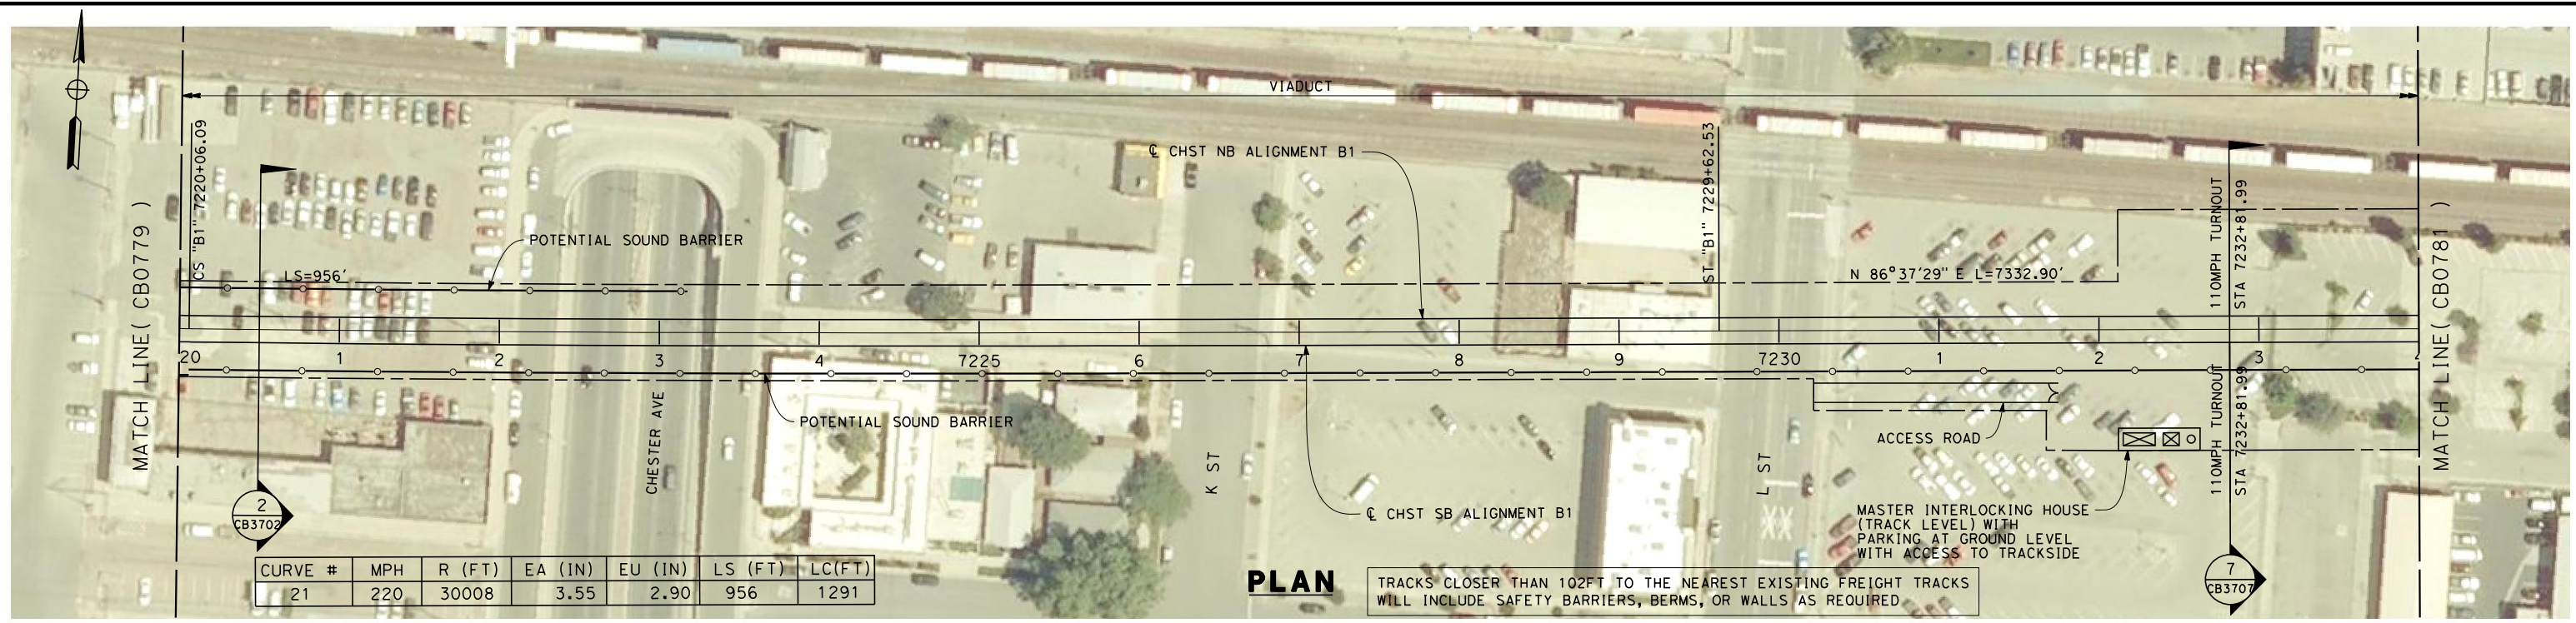 VIADUCT
MATCH LINE( CB0779 )
CS "B1" 7220+06.09
LS=956'
POTENTIAL SOUND BARRIER
℄ CHST NB ALIGNMENT B1
ST "B1" 7229+62.53
N 86°37'29" E L=7332.90'
110MPH TURNOUT
STA 7232+81.99
MATCH LINE( CB0781 )
20 1 2 3 4 7225 6 7 8 9 7230 1 2 3 4
POTENTIAL SOUND BARRIER
CHESTER AVE
K ST
L ST
℄ CHST SB ALIGNMENT B1
ACCESS ROAD
110MPH TURNOUT
STA 7232+81.99
MASTER INTERLOCKING HOUSE
(TRACK LEVEL) WITH
PARKING AT GROUND LEVEL
WITH ACCESS TO TRACKSIDE
2
CB3702
7
CB3707
CURVE # MPH R (FT) EA (IN) EU (IN) LS (FT) LC(FT)
21 220 30008 3.55 2.90 956 1291
PLAN
TRACKS CLOSER THAN 102FT TO THE NEAREST EXISTING FREIGHT TRACKS
WILL INCLUDE SAFETY BARRIERS, BERMS, OR WALLS AS REQUIRED